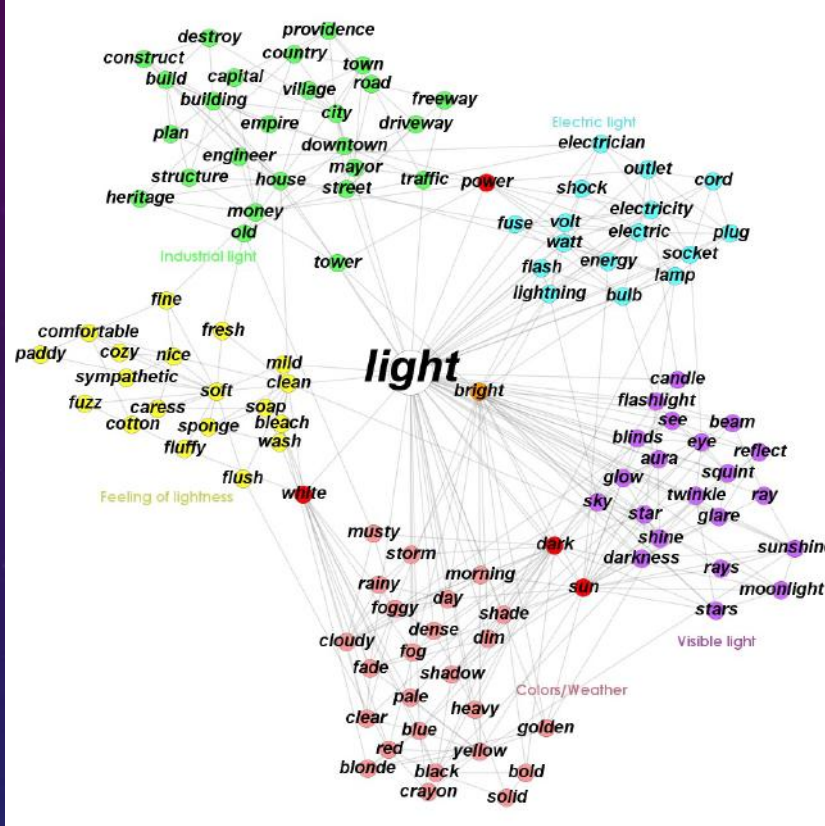 providence
destroy
country
construct
town
capital
build
road
village
building
freeway
city
empire
driveway
plan
Electric light
electrician
downtown
engineer
mayor
outlet
structure
house
street
traffic
power
shock
cord
heritage
electricity
money
fuse
volt
old
electric
plug
watt
Industrial light
tower
energy
socket
flash
lamp
lightning
bulb
fine
comfortable
fresh
paddy
cozy
nice
mild
light
sympathetic
clean
candle
soft
bright
fuzz
caress
soap
flashlight
cotton
sponge
bleach
see
beam
fluffy
wash
blinds
eye
reflect
aura
flush
glow
squint
Feeling of lightness
white
sky
twinkle
ray
star
glare
musty
dark
shine
sunshine
storm
darkness
rays
rainy
morning
sun
moonlight
foggy
day
shade
stars
cloudy
dense
dim
Visible light
fog
fade
shadow
Colors/Weather
pale
clear
heavy
blue
golden
red
yellow
blonde
black
bold
crayon
solid